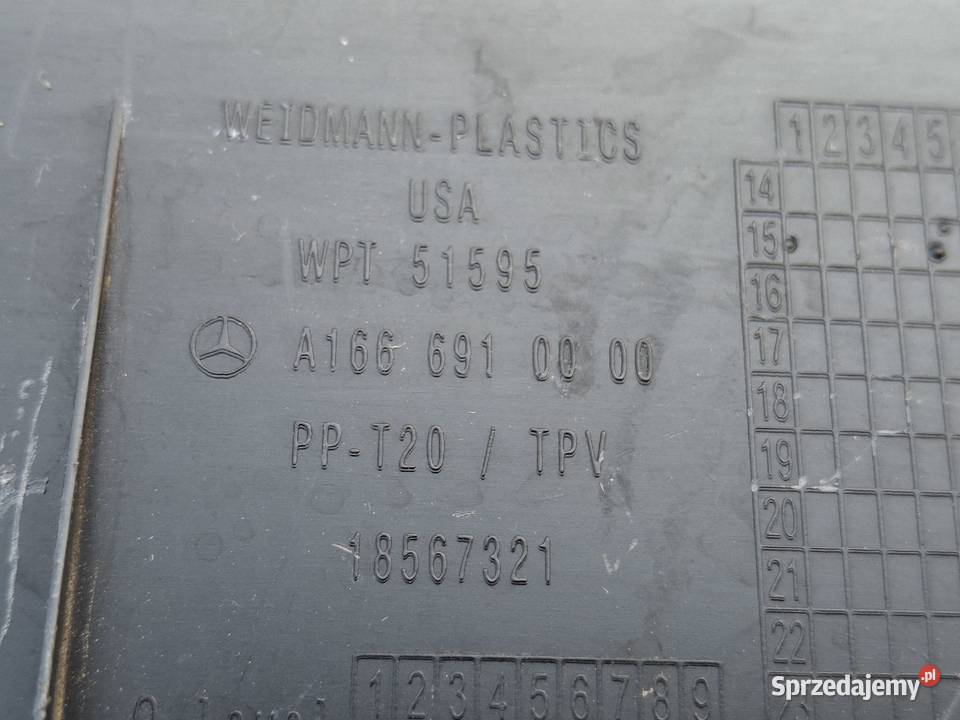 WEIDMANN-PLASTICS
USA
WPT 51595
A166 691 00 00
PP-T20 / TPV
18567321
1 2 3 4 5
14
15
16
17
18
19
20
21
22
1 2 3 4 5 6 7 8 9
Sprzedajemy.pl